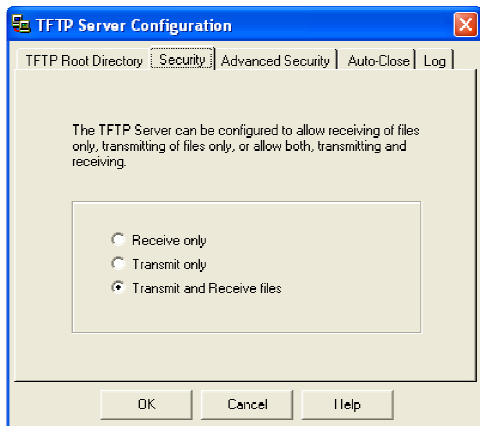 TFTP Server Configuration
TFTP Root Directory Security Advanced Security Auto-Close Log
The TFTP Server can be configured to allow receiving of files
only, transmitting of files only, or allow both, transmitting and
receiving.
Receive only
Transmit only
Transmit and Receive files
OK Cancel Help